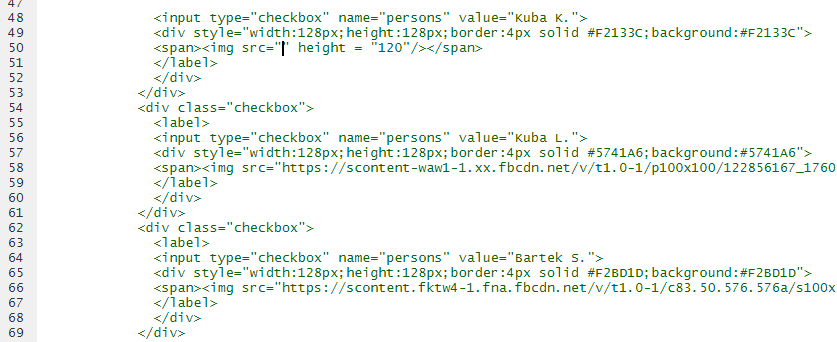 47
48 <input type="checkbox" name="persons" value="Kuba K.">
49 <div style="width:128px;height:128px;border:4px solid #F2133C;background:#F2133C">
50 <span><img src="" height = "120"/></span>
51 </label>
52 </div>
53 </div>
54 <div class="checkbox">
55 <label>
56 <input type="checkbox" name="persons" value="Kuba L.">
57 <div style="width:128px;height:128px;border:4px solid #5741A6;background:#5741A6">
58 <span><img src="https://scontent-waw1-1.xx.fbcdn.net/v/t1.0-1/p100x100/122856167_1760
59 </label>
60 </div>
61 </div>
62 <div class="checkbox">
63 <label>
64 <input type="checkbox" name="persons" value="Bartek S.">
65 <div style="width:128px;height:128px;border:4px solid #F2BD1D;background:#F2BD1D">
66 <span><img src="https://scontent.fktw4-1.fna.fbcdn.net/v/t1.0-1/c83.50.576.576a/s100x
67 </label>
68 </div>
69 </div>